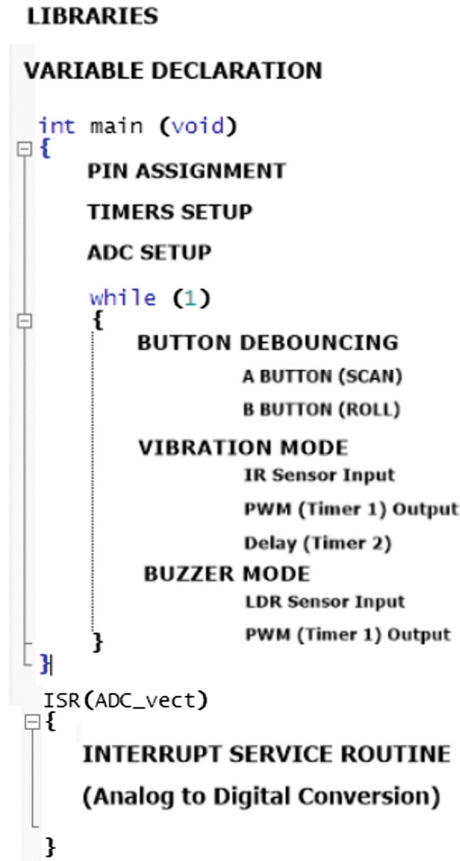 LIBRARIES
VARIABLE DECLARATION
int main (void)
{
PIN ASSIGNMENT
TIMERS SETUP
ADC SETUP
while (1)
{
BUTTON DEBOUNCING
A BUTTON (SCAN)
B BUTTON (ROLL)
VIBRATION MODE
IR Sensor Input
PWM (Timer 1) Output
Delay (Timer 2)
BUZZER MODE
LDR Sensor Input
PWM (Timer 1) Output
}
}
ISR(ADC_vect)
{
INTERRUPT SERVICE ROUTINE
(Analog to Digital Conversion)
}